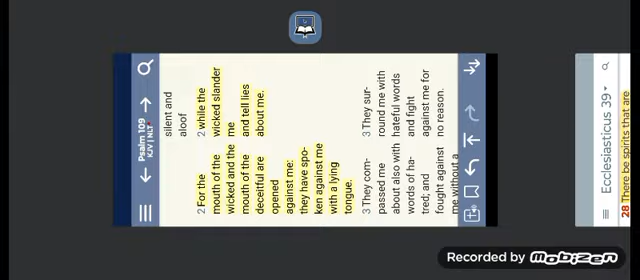 Psalm 109
KJV | NLT
2 For the
mouth of the
wicked and the
mouth of the
deceitful are
opened
against me:
they have spo-
ken against me
with a lying
tongue.
3 They com-
passed me
about also with
words of ha-
tred; and
fought against
me without a
silent and
aloof
2 while the
wicked slander
me
and tell lies
about me.
3 They sur-
round me with
hateful words
and fight
against me for
no reason.
Ecclesiasticus 39
28 There be spirits that are
Recorded by Mobizen